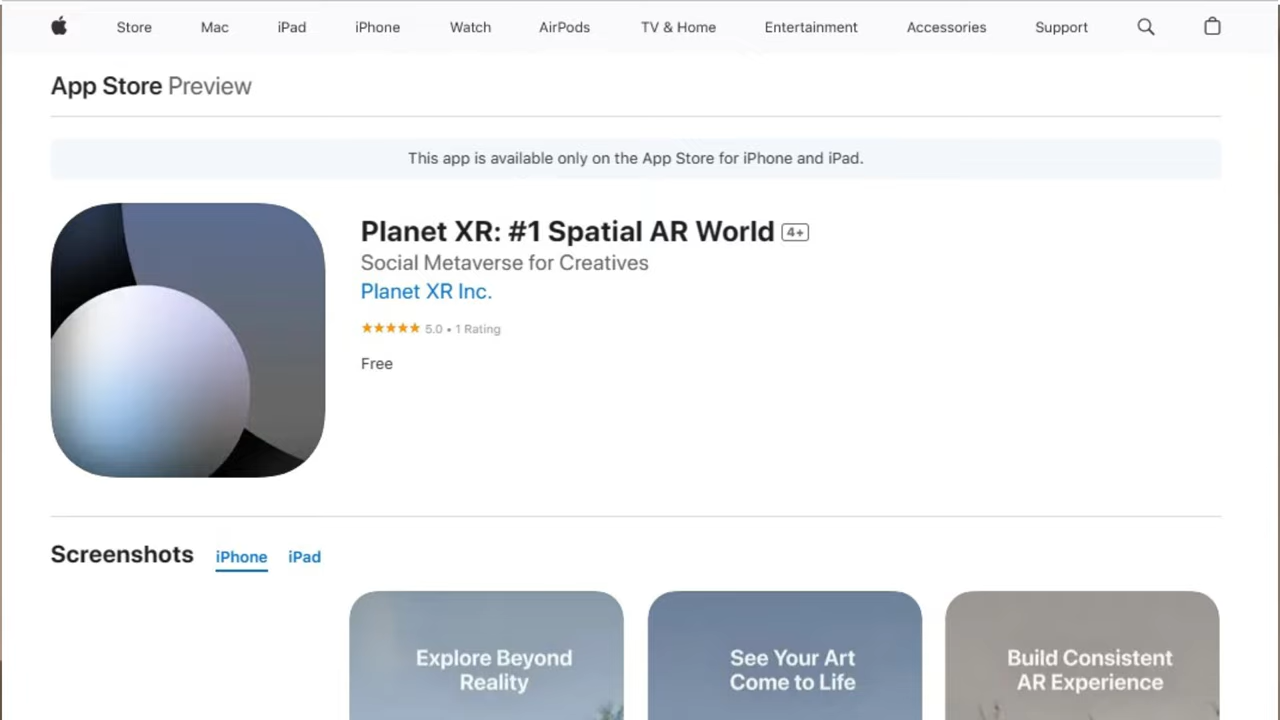 Store Mac iPad iPhone Watch AirPods TV & Home Entertainment Accessories Support
App Store Preview
This app is available only on the App Store for iPhone and iPad.
Planet XR: #1 Spatial AR World 4+
Social Metaverse for Creatives
Planet XR Inc.
★★★★★ 5.0 • 1 Rating
Free
Screenshots iPhone iPad
Explore Beyond
Reality
See Your Art
Come to Life
Build Consistent
AR Experience